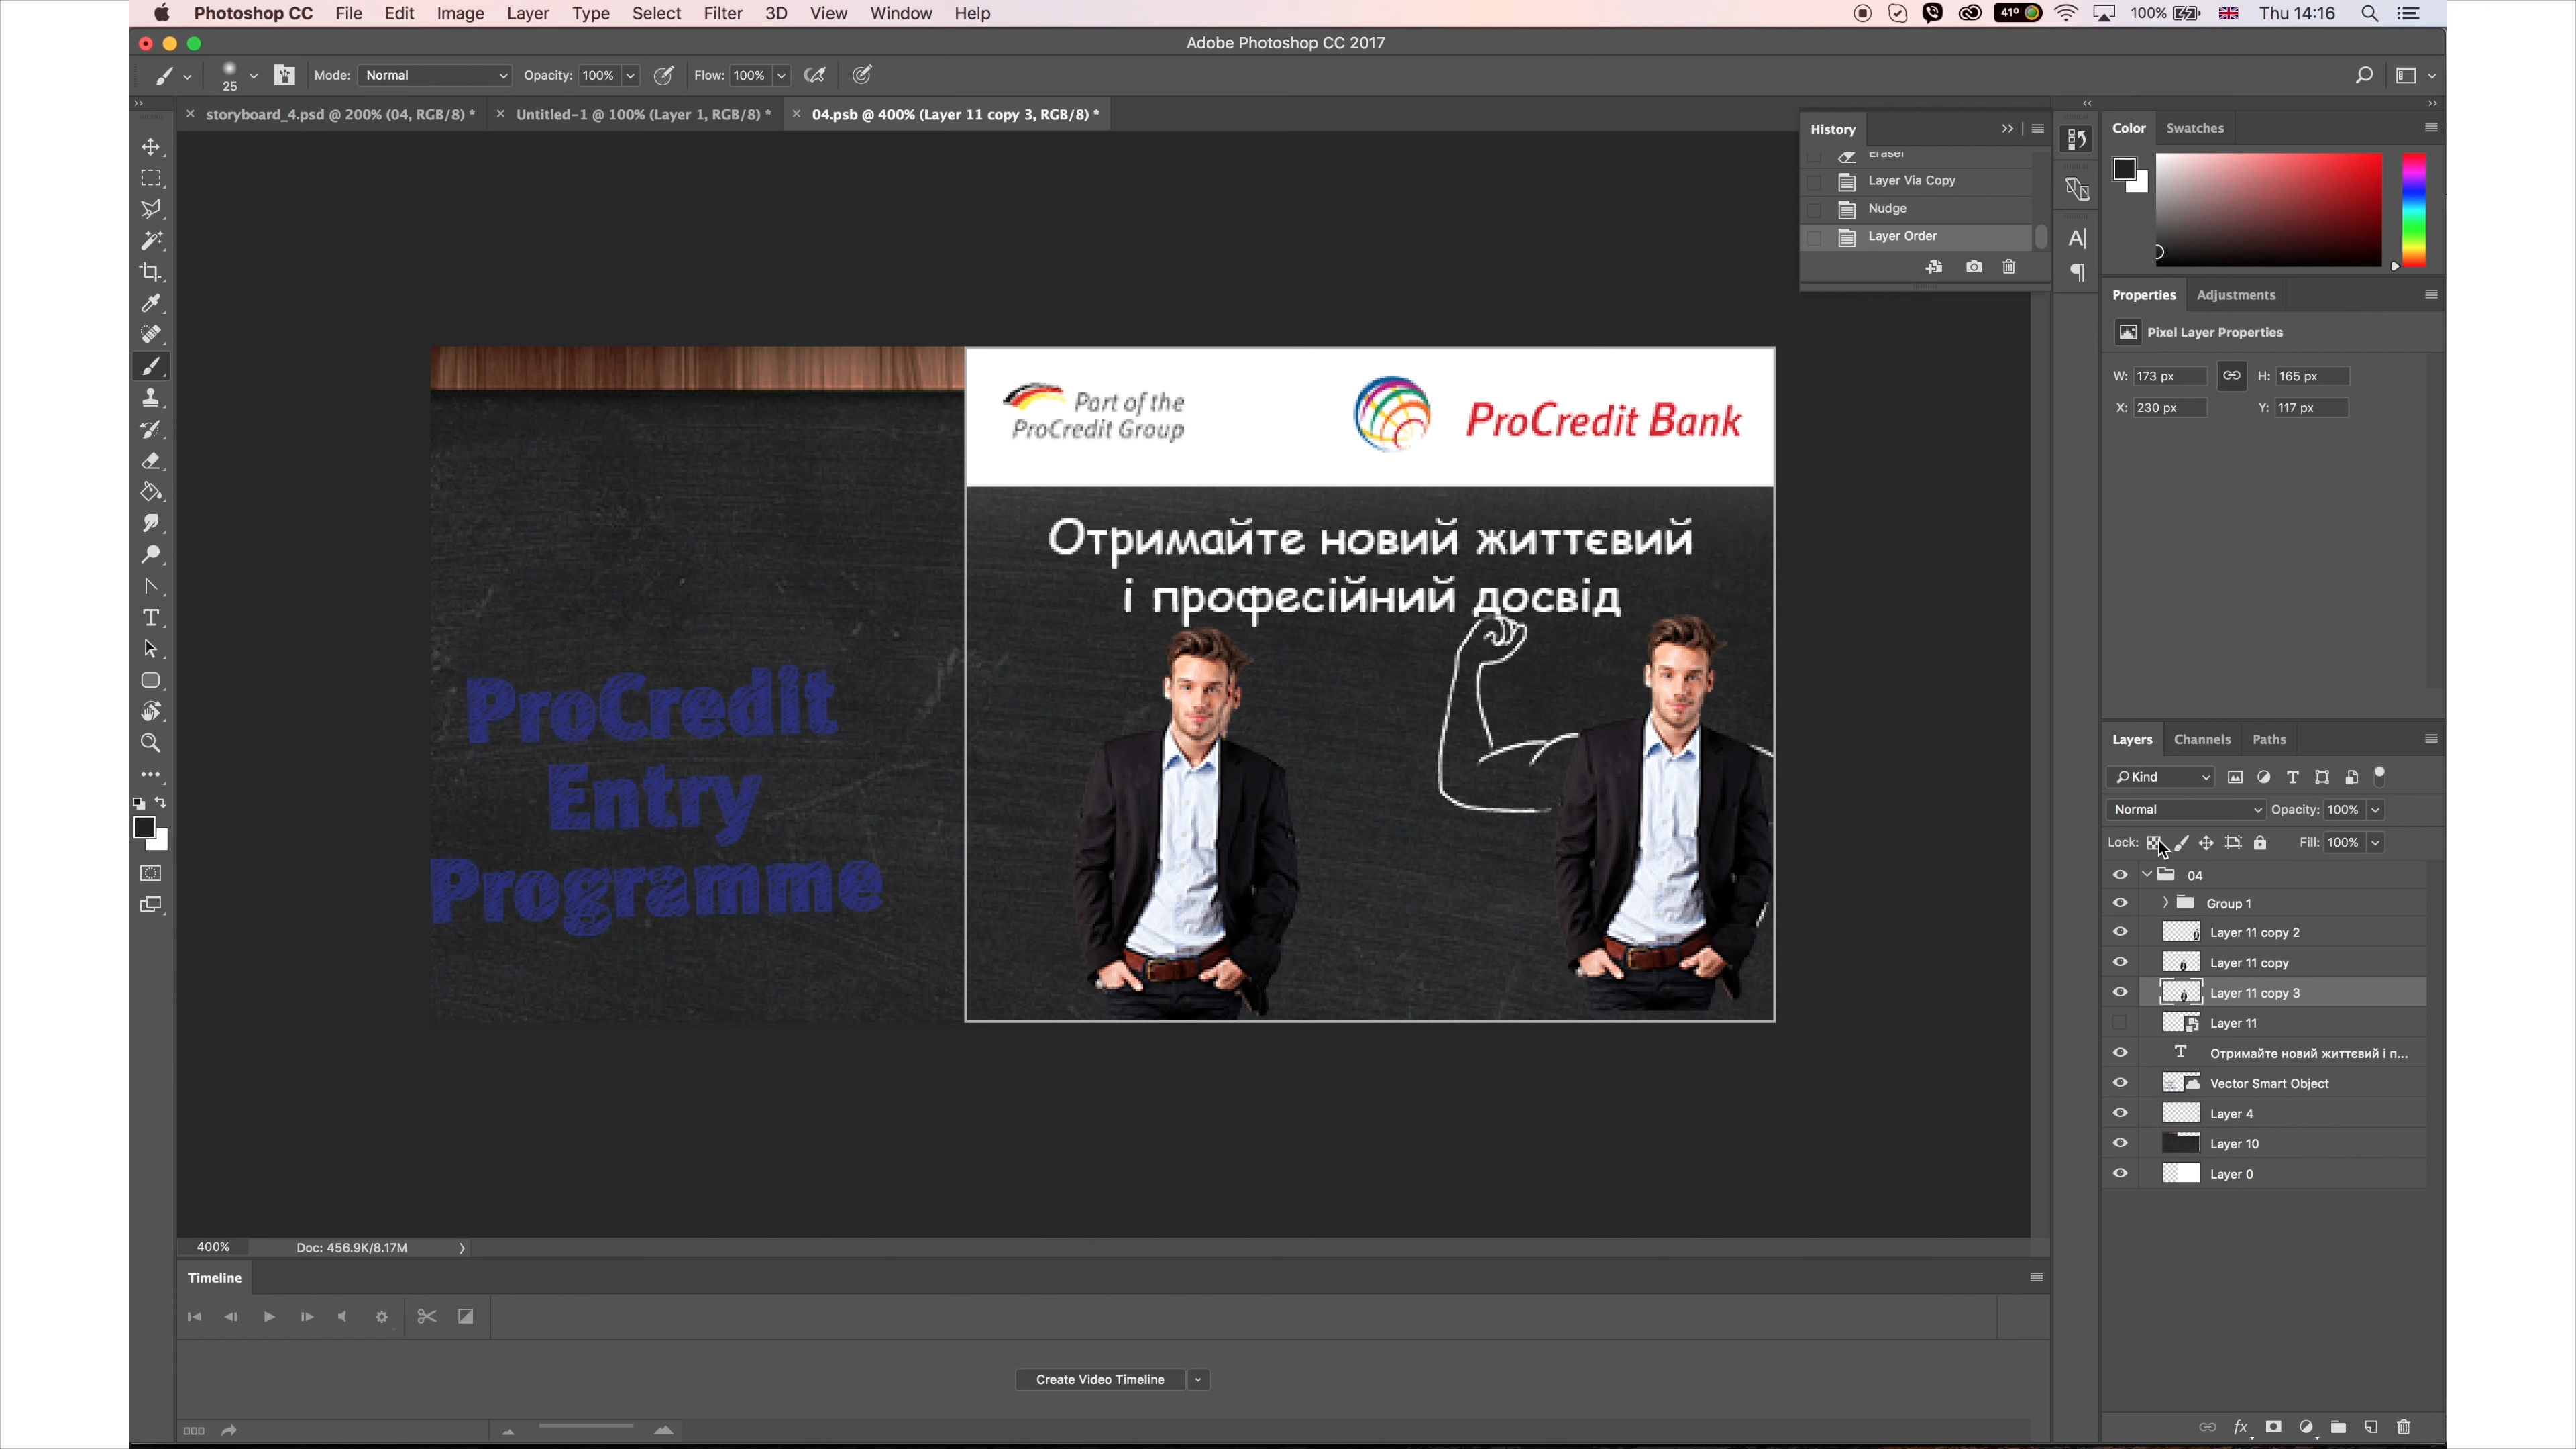 Photoshop CC File Edit Image Layer Type Select Filter 3D View Window Help 41° 100% Thu 14:16
Adobe Photoshop CC 2017
25 Mode: Normal Opacity: 100% Flow: 100%
storyboard_4.psd @ 200% (04, RGB/8) * Untitled-1 @ 100% (Layer 1, RGB/8) * 04.psb @ 400% (Layer 11 copy 3, RGB/8) *
History
Eraser
Layer Via Copy
Nudge
Layer Order
Color Swatches
Properties Adjustments
Pixel Layer Properties
W: 173 px H: 165 px
X: 230 px Y: 117 px
Part of the
ProCredit Group
ProCredit Bank
Отримайте новий життєвий
і професійний досвід
ProCredit
Entry
Programme
Layers Channels Paths
Kind
Normal Opacity: 100%
Lock: Fill: 100%
04
Group 1
Layer 11 copy 2
Layer 11 copy
Layer 11 copy 3
Layer 11
Отримайте новий життєвий і п...
Vector Smart Object
Layer 4
Layer 10
Layer 0
400% Doc: 456.9K/8.17M
Timeline
Create Video Timeline
fx